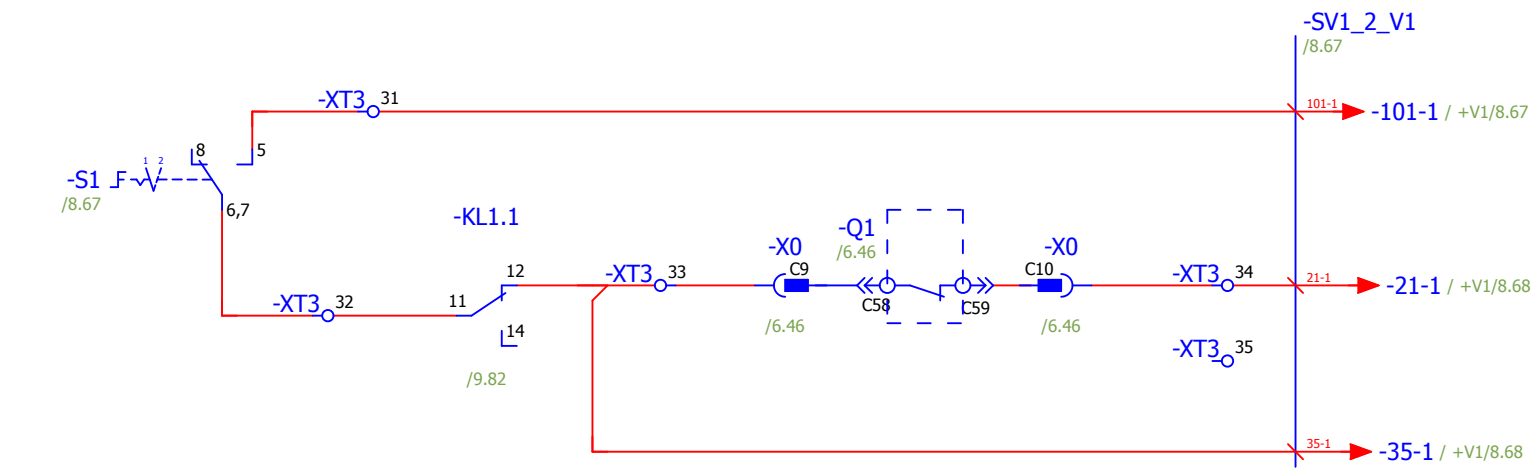 -SV1_2_V1
/8.67
-XT3 31
101-1
-101-1 / +V1/8.67
8 5
1 2
-S1
/8.67
6,7
-KL1.1
-Q1
/6.46
-X0
-X0
12
-XT3 33
C9
C10
-XT3 34
21-1
-21-1 / +V1/8.68
-XT3 32
11
C58
C59
14
/6.46
/6.46
-XT3 35
/9.82
35-1
-35-1 / +V1/8.68